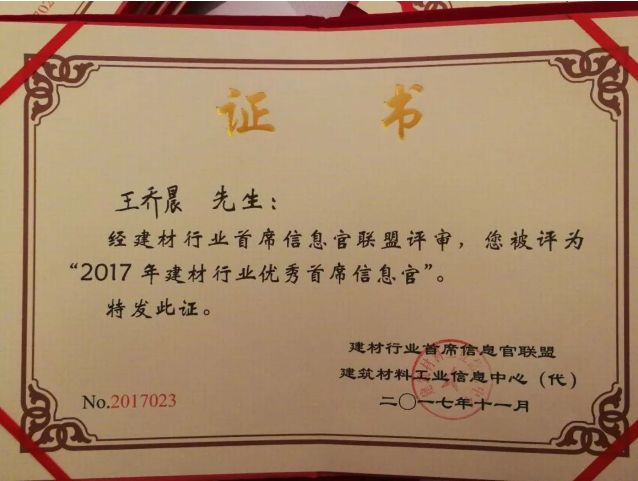 证 书
王乔晨 先生：
经建材行业首席信息官联盟评审，您被评为
“2017年建材行业优秀首席信息官”。
特发此证。
建材行业首席信息官联盟
建筑材料工业信息中心（代）
二〇一七年十一月
No.2017023